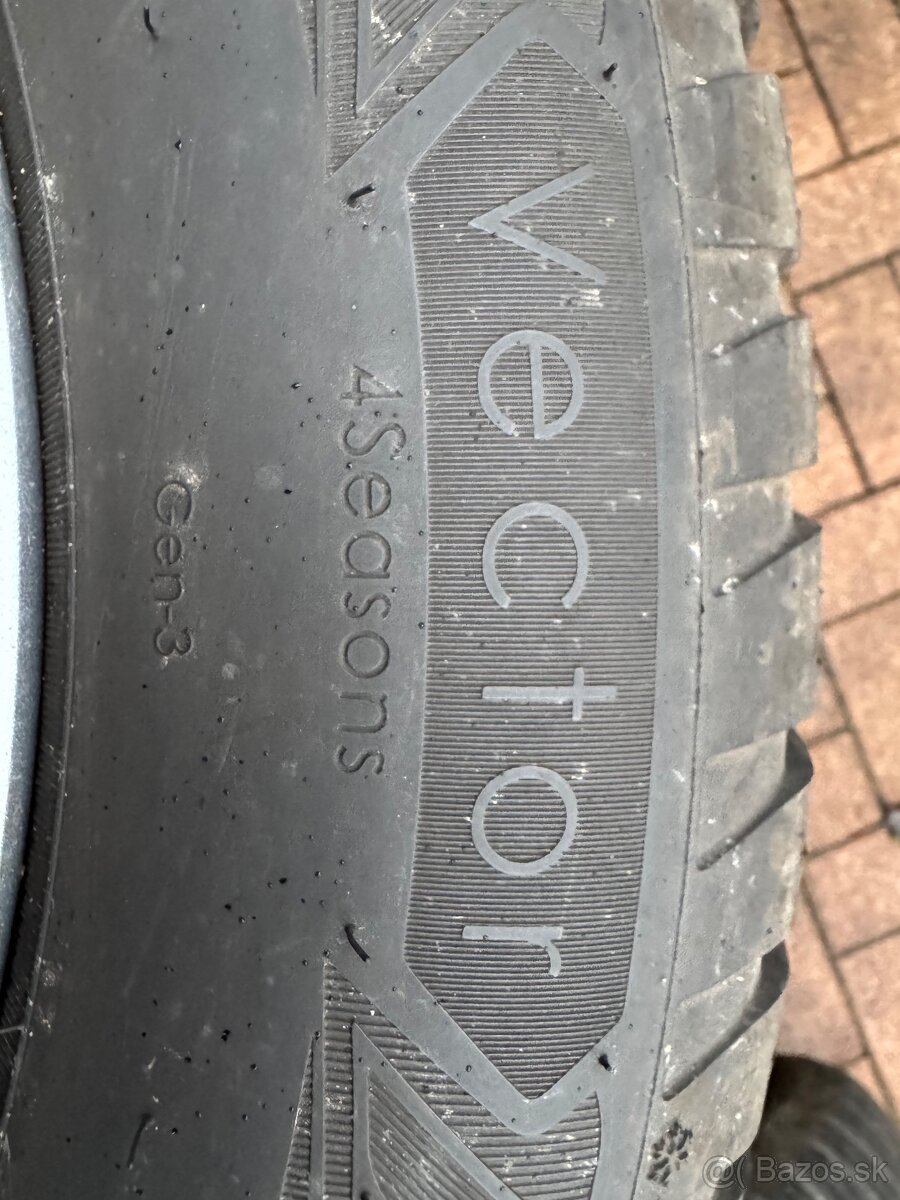 vector
4Seasons
Gen-3
@( Bazos.sk